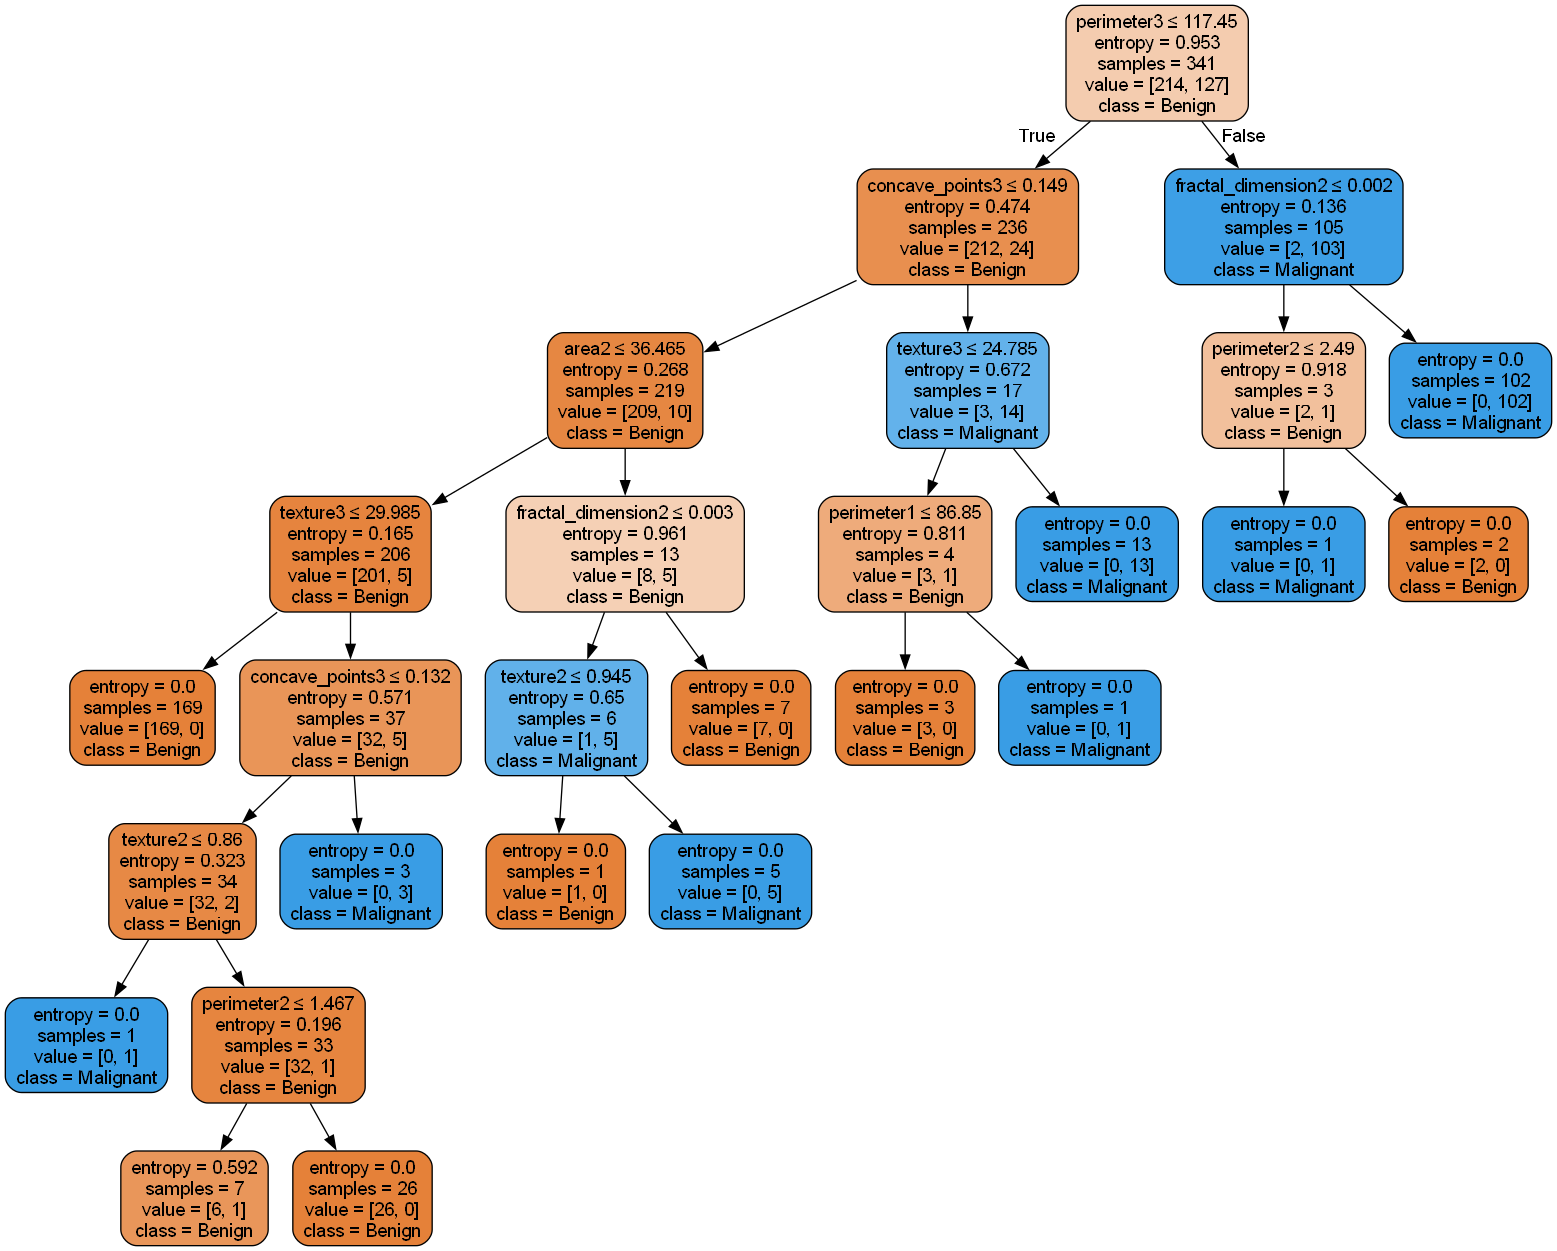 perimeter3 ≤ 117.45
entropy = 0.953
samples = 341
value = [214, 127]
class = Benign
True
False
concave_points3 ≤ 0.149
entropy = 0.474
samples = 236
value = [212, 24]
class = Benign
fractal_dimension2 ≤ 0.002
entropy = 0.136
samples = 105
value = [2, 103]
class = Malignant
area2 ≤ 36.465
entropy = 0.268
samples = 219
value = [209, 10]
class = Benign
texture3 ≤ 24.785
entropy = 0.672
samples = 17
value = [3, 14]
class = Malignant
perimeter2 ≤ 2.49
entropy = 0.918
samples = 3
value = [2, 1]
class = Benign
entropy = 0.0
samples = 102
value = [0, 102]
class = Malignant
texture3 ≤ 29.985
entropy = 0.165
samples = 206
value = [201, 5]
class = Benign
fractal_dimension2 ≤ 0.003
entropy = 0.961
samples = 13
value = [8, 5]
class = Benign
perimeter1 ≤ 86.85
entropy = 0.811
samples = 4
value = [3, 1]
class = Benign
entropy = 0.0
samples = 13
value = [0, 13]
class = Malignant
entropy = 0.0
samples = 1
value = [0, 1]
class = Malignant
entropy = 0.0
samples = 2
value = [2, 0]
class = Benign
entropy = 0.0
samples = 169
value = [169, 0]
class = Benign
concave_points3 ≤ 0.132
entropy = 0.571
samples = 37
value = [32, 5]
class = Benign
texture2 ≤ 0.945
entropy = 0.65
samples = 6
value = [1, 5]
class = Malignant
entropy = 0.0
samples = 7
value = [7, 0]
class = Benign
entropy = 0.0
samples = 3
value = [3, 0]
class = Benign
entropy = 0.0
samples = 1
value = [0, 1]
class = Malignant
texture2 ≤ 0.86
entropy = 0.323
samples = 34
value = [32, 2]
class = Benign
entropy = 0.0
samples = 3
value = [0, 3]
class = Malignant
entropy = 0.0
samples = 1
value = [1, 0]
class = Benign
entropy = 0.0
samples = 5
value = [0, 5]
class = Malignant
entropy = 0.0
samples = 1
value = [0, 1]
class = Malignant
perimeter2 ≤ 1.467
entropy = 0.196
samples = 33
value = [32, 1]
class = Benign
entropy = 0.592
samples = 7
value = [6, 1]
class = Benign
entropy = 0.0
samples = 26
value = [26, 0]
class = Benign